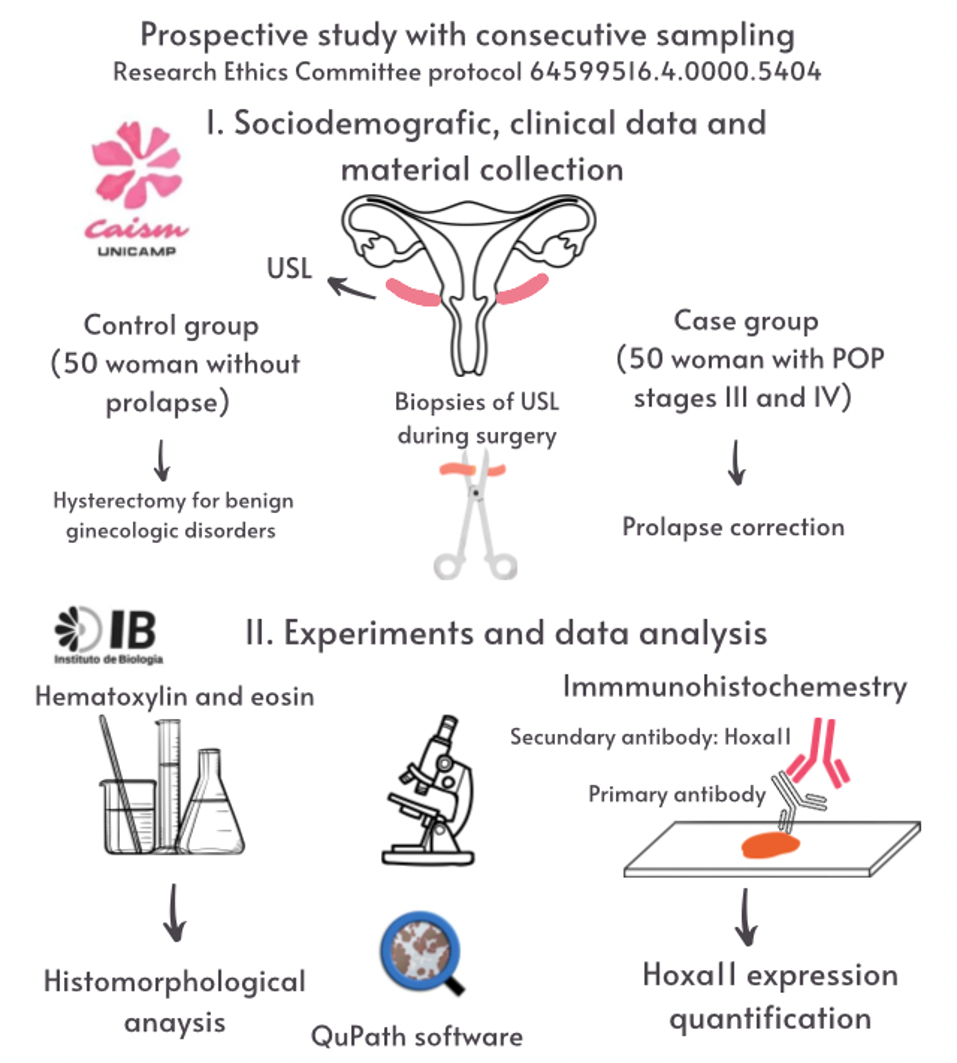 Prospective study with consecutive sampling
Research Ethics Committee protocol 64599516.4.0000.5404
I. Sociodemografic, clinical data and
material collection
Caism
UNICAMP
USL
Control group
(50 woman without
prolapse)
Hysterectomy for benign
ginecologic disorders
Biopsies of USL
during surgery
Case group
(50 woman with POP
stages III and IV)
Prolapse correction
IB
Instituto de Biologia
II. Experiments and data analysis
Hematoxylin and eosin
Histomorphological
anaysis
QuPath software
Immmunohistochemestry
Secundary antibody: Hoxa11
Primary antibody
Hoxa11 expression
quantification